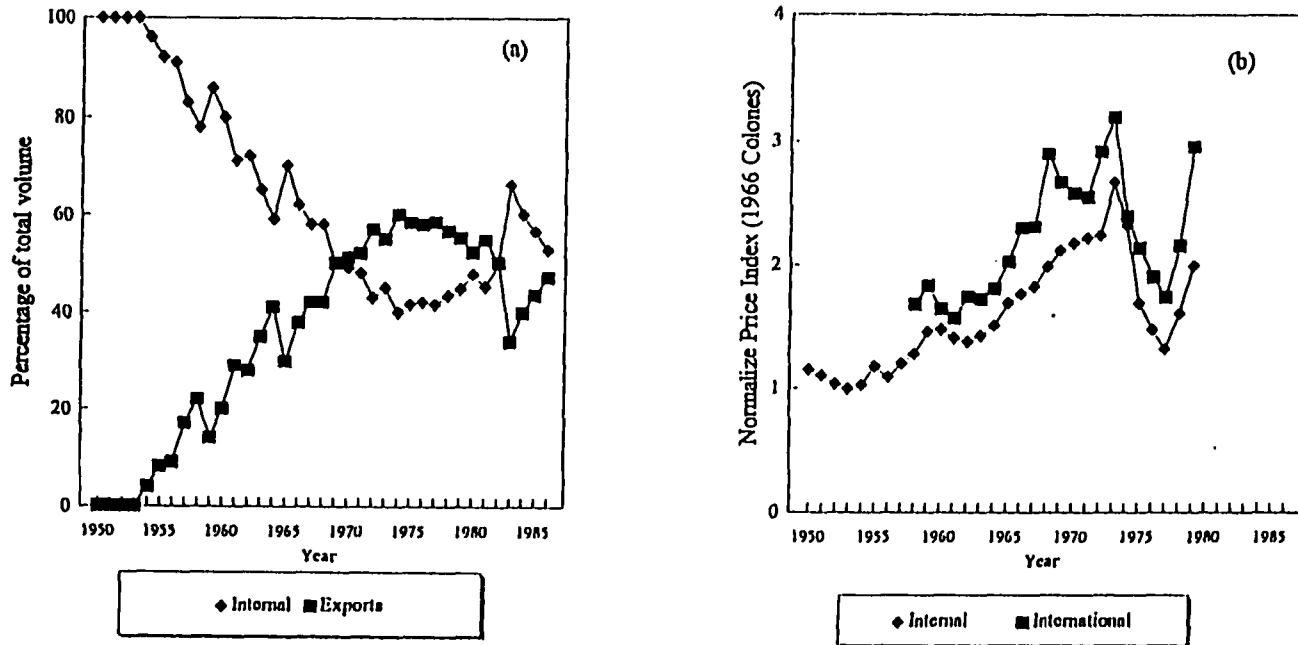 (a)
Percentage of total volume
100
80
60
40
20
0
1950 1955 1960 1965 1970 1975 1980 1985
Year
Internal Exports
(b)
Normalize Price Index (1966 Colones)
4
3
2
1
0
1950 1955 1960 1965 1970 1975 1980 1985
Year
Internal International